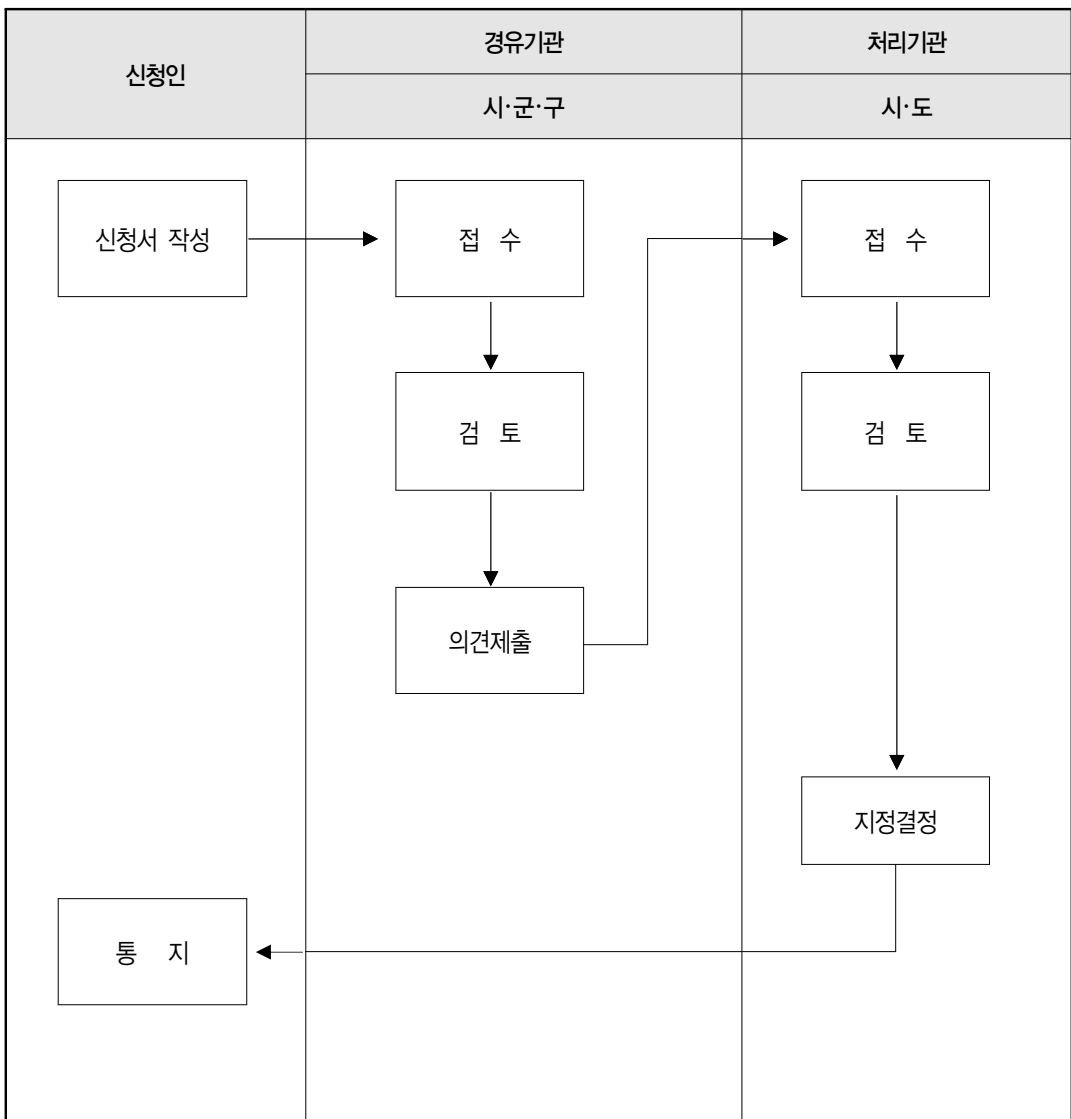 신청인
경유기관
처리기관
시·군·구
시·도
신청서 작성
접 수
접 수
검 토
검 토
의견제출
지정결정
통 지